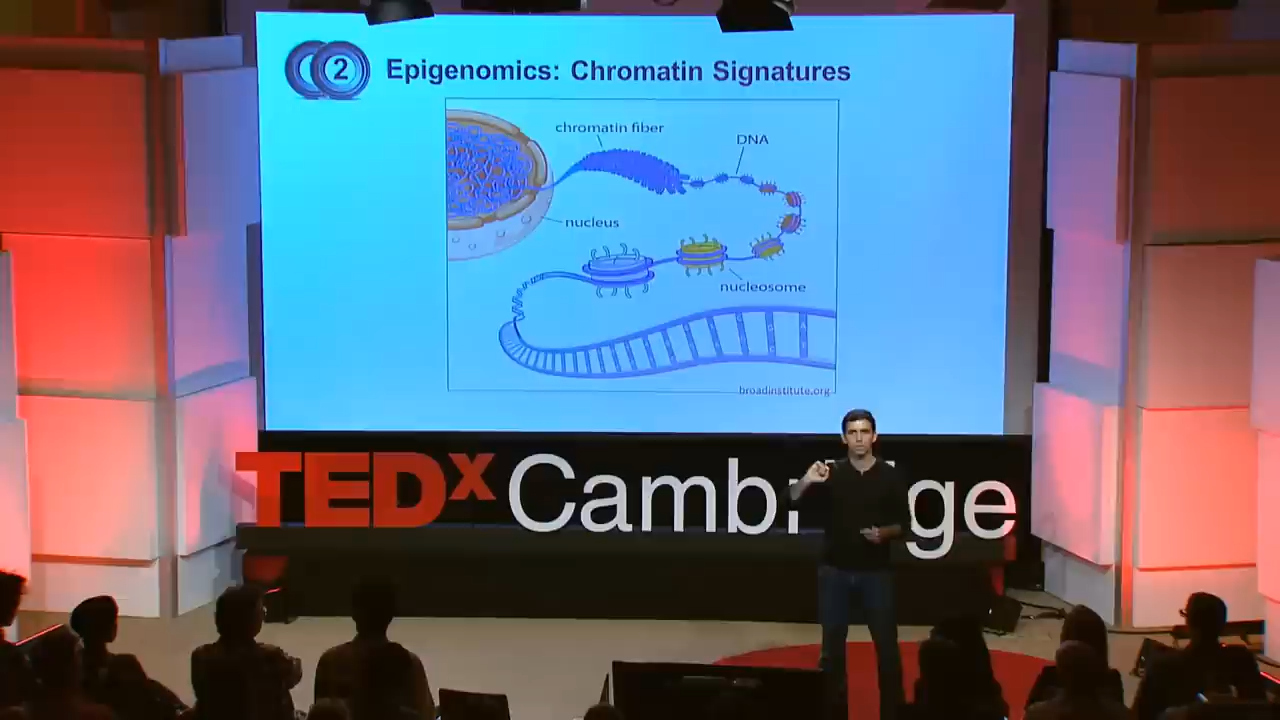 2 Epigenomics: Chromatin Signatures
chromatin fiber
DNA
nucleus
nucleosome
broadinstitute.org
TEDx Camb ge